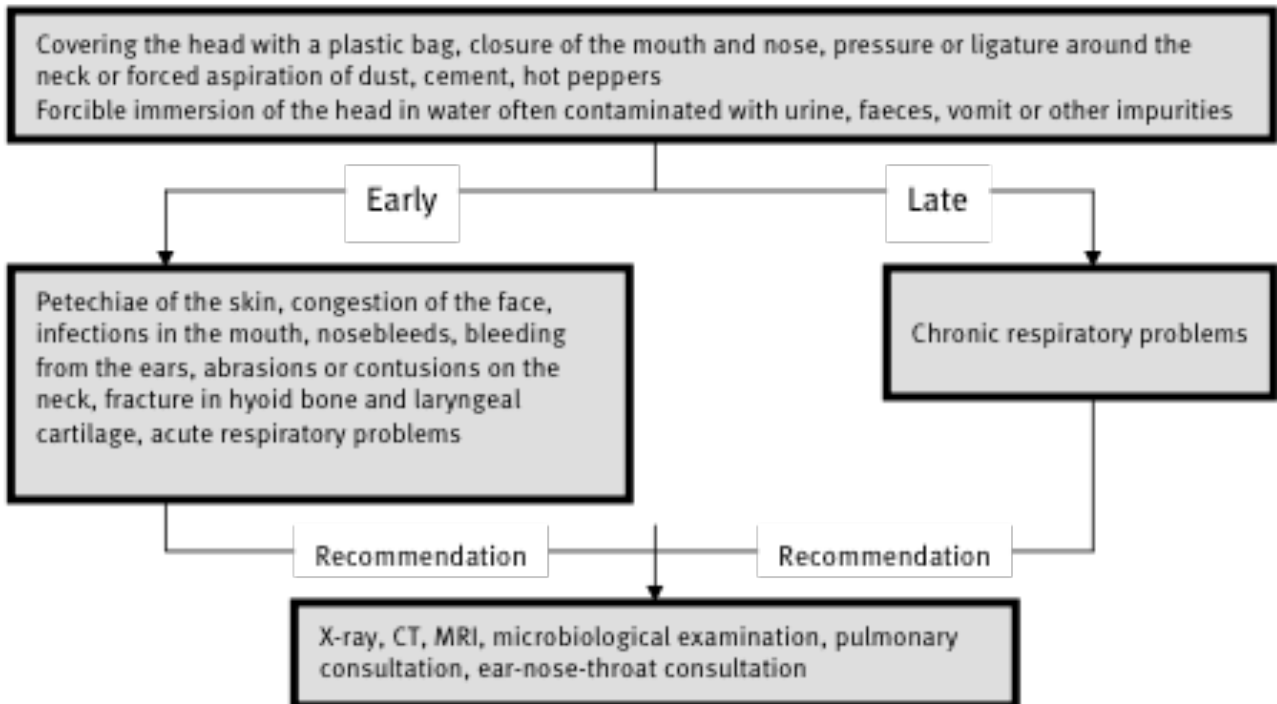 Covering the head with a plastic bag, closure of the mouth and nose, pressure or ligature around the
neck or forced aspiration of dust, cement, hot peppers
Forcible immersion of the head in water often contaminated with urine, faeces, vomit or other impurities
Early
Late
Petechiae of the skin, congestion of the face,
infections in the mouth, nosebleeds, bleeding
from the ears, abrasions or contusions on the
neck, fracture in hyoid bone and laryngeal
cartilage, acute respiratory problems
Chronic respiratory problems
Recommendation
Recommendation
X-ray, CT, MRI, microbiological examination, pulmonary
consultation, ear-nose-throat consultation